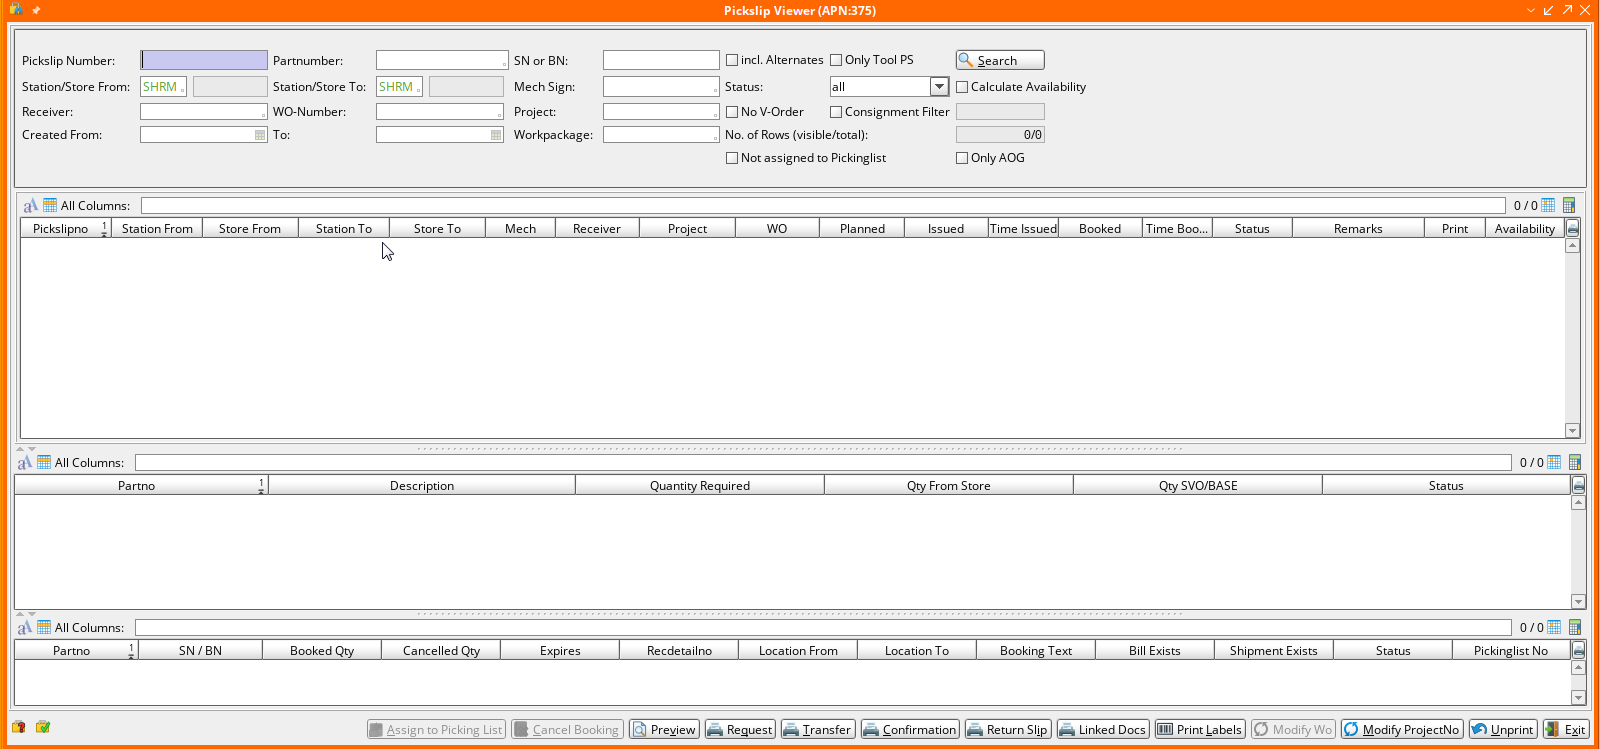 Pickslip Viewer (APN:375)
Pickslip Number: Partnumber: SN or BN: incl. Alternates Only Tool PS Search
Station/Store From: SHRM Station/Store To: SHRM Mech Sign: Status: all Calculate Availability
Receiver: WO-Number: Project: No V-Order Consignment Filter
Created From: To: Workpackage: No. of Rows (visible/total): 0/0
Not assigned to Pickinglist Only AOG
All Columns: 0 / 0
Pickslipno 1 Station From Store From Station To Store To Mech Receiver Project WO Planned Issued Time Issued Booked Time Boo... Status Remarks Print Availability
All Columns: 0 / 0
Partno 1 Description Quantity Required Qty From Store Qty SVO/BASE Status
All Columns: 0 / 0
Partno 1 SN / BN Booked Qty Cancelled Qty Expires Recdetailno Location From Location To Booking Text Bill Exists Shipment Exists Status Pickinglist No
Assign to Picking List Cancel Booking Preview Request Transfer Confirmation Return Slip Linked Docs Print Labels Modify Wo Modify ProjectNo Unprint Exit